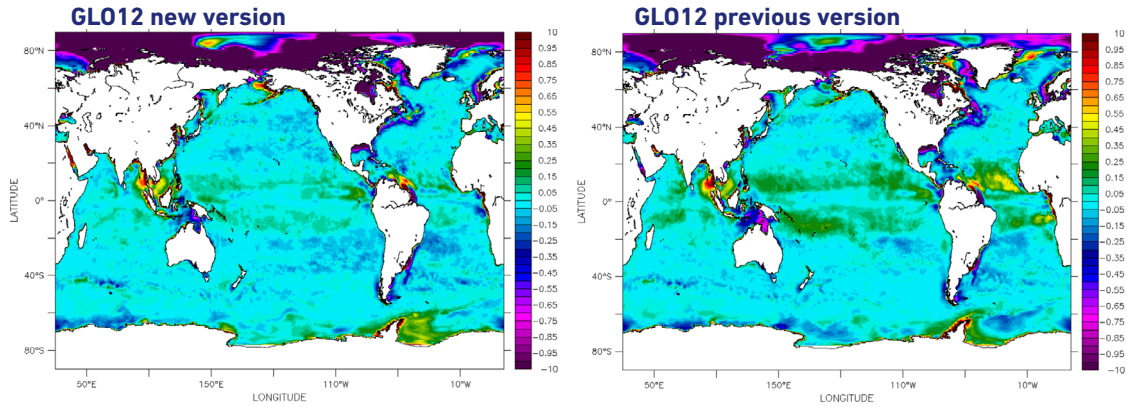 GLO12 new version
GLO12 previous version
80°N
40°N
0°
40°S
80°S
LATITUDE
50°E
150°E
110°W
10°W
LONGITUDE
10
0.95
0.85
0.75
0.65
0.55
0.45
0.35
0.25
0.15
0.05
−0.05
−0.15
−0.25
−0.35
−0.45
−0.55
−0.65
−0.75
−0.85
−0.95
−10
80°N
40°N
0°
40°S
80°S
LATITUDE
50°E
150°E
110°W
10°W
LONGITUDE
10
0.95
0.85
0.75
0.65
0.55
0.45
0.35
0.25
0.15
0.05
−0.05
−0.15
−0.25
−0.35
−0.45
−0.55
−0.65
−0.75
−0.85
−0.95
−10